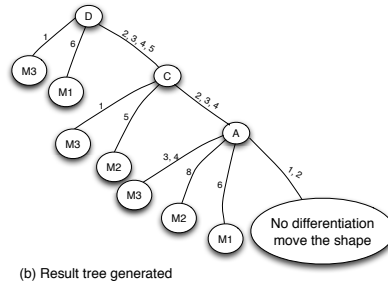 D
1
6
2, 3, 4, 5
M3
M1
C
1
5
2, 3, 4
M3
M2
A
3, 4
8
6
1, 2
M3
M2
M1
No differentiation
move the shape
(b) Result tree generated